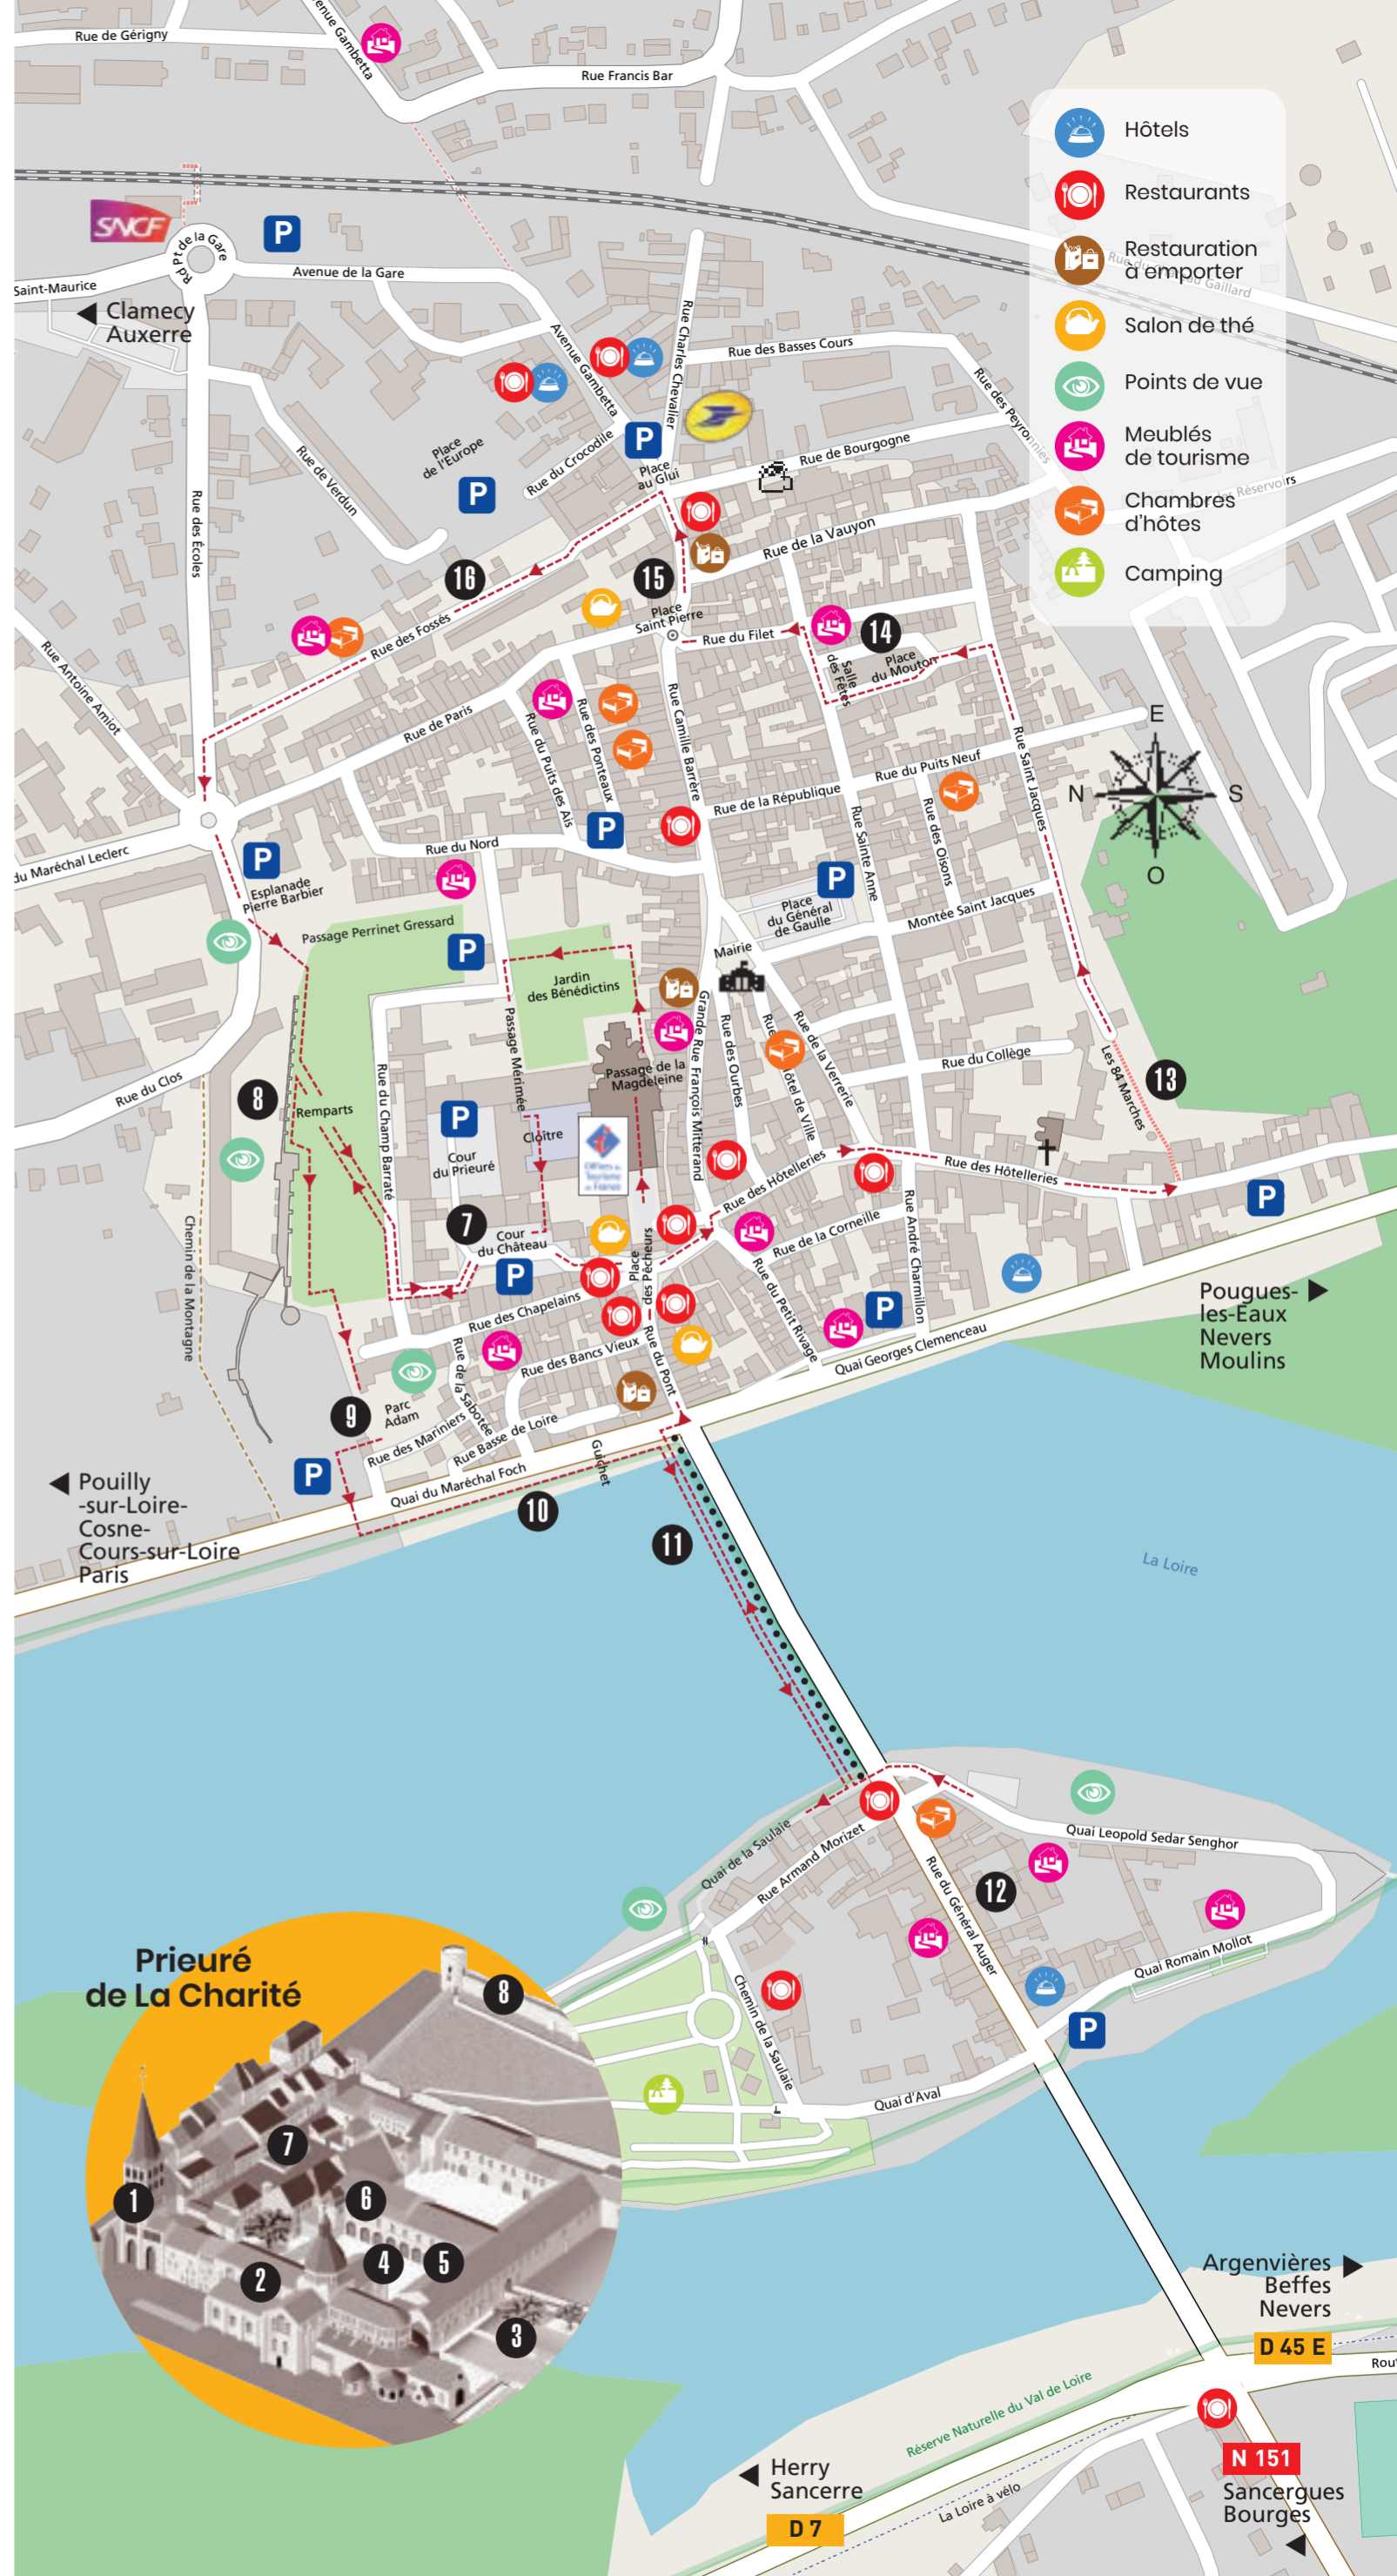 Rue de Gérigny
Avenue Gambetta
Rue Francis Bar
Hôtels
Restaurants
Restauration
à emporter
Salon de thé
Points de vue
Meublés
de tourisme
Chambres
d'hôtes
Camping
SNCF
P
Rd Pt de la Gare
Avenue de la Gare
Saint-Maurice
Clamecy
Auxerre
Rue Charles Chevalier
Rue des Basses Cours
Avenue Gambetta
Rue des Peyronnies
Réservoirs
Place
de l'Europe
P
Rue du Crocodile
P
Place
au Glui
Rue de Bourgogne
Rue de Verdun
Rue des Écoles
Rue de la Vauyon
16
15
Place
Saint Pierre
Rue du Filet
14
Place
du Mouton
Salle
des Fêtes
Rue des Fossés
Rue Antoine Amiot
Rue de Paris
Rue du Puits des Ais
Rue des Ponteaux
Rue Camille Barrère
Rue du Puits Neuf
Rue Saint Jacques
E
N
S
O
Rue de la République
Rue Sainte Anne
Rue des Oisons
P
Rue du Nord
du Maréchal Leclerc
P
Esplanade
Pierre Barbier
P
Place
du Général
de Gaulle
Montée Saint Jacques
Passage Perrinet Gressard
P
Mairie
Jardin
des Bénédictins
Grande Rue François Mitterand
Rue des Ourbes
Rue de l'Hôtel de Ville
Rue de la Verrerie
Rue du Collège
Les 84 Marches
13
Passage Mérimée
Passage de la
Magdeleine
Rue du Clos
8
Remparts
Rue du Champ Barraté
P
Cour
du Prieuré
Cloître
Rue des Hôtelleries
Rue des Hôtelleries
P
7
Cour
du Château
P
Place
des Pêcheurs
Rue de la Corneille
Rue André Charmillon
Chemin de la Montagne
Rue des Chapelains
Rue du Petit Rivage
P
Quai Georges Clemenceau
Pougues-
les-Eaux
Nevers
Moulins
Rue des Bancs Vieux
Rue du Pont
Rue de la Sabotée
9
Parc
Adam
Rue des Mariniers
Rue Basse de Loire
Guichet
P
Quai du Maréchal Foch
10
Pouilly
-sur-Loire-
Cosne-
Cours-sur-Loire
Paris
11
La Loire
Quai de la Saulaie
Rue Armand Morizet
Quai Leopold Sedar Senghor
Rue du Général Auger
12
Quai Romain Mollot
P
Chemin de la Saulaie
Quai d'Aval
Prieuré
de La Charité
8
7
1
6
2
4
5
3
Argenvières
Beffes
Nevers
D 45 E
Réserve Naturelle du Val de Loire
La Loire à vélo
N 151
Sancergues
Bourges
Herry
Sancerre
D 7